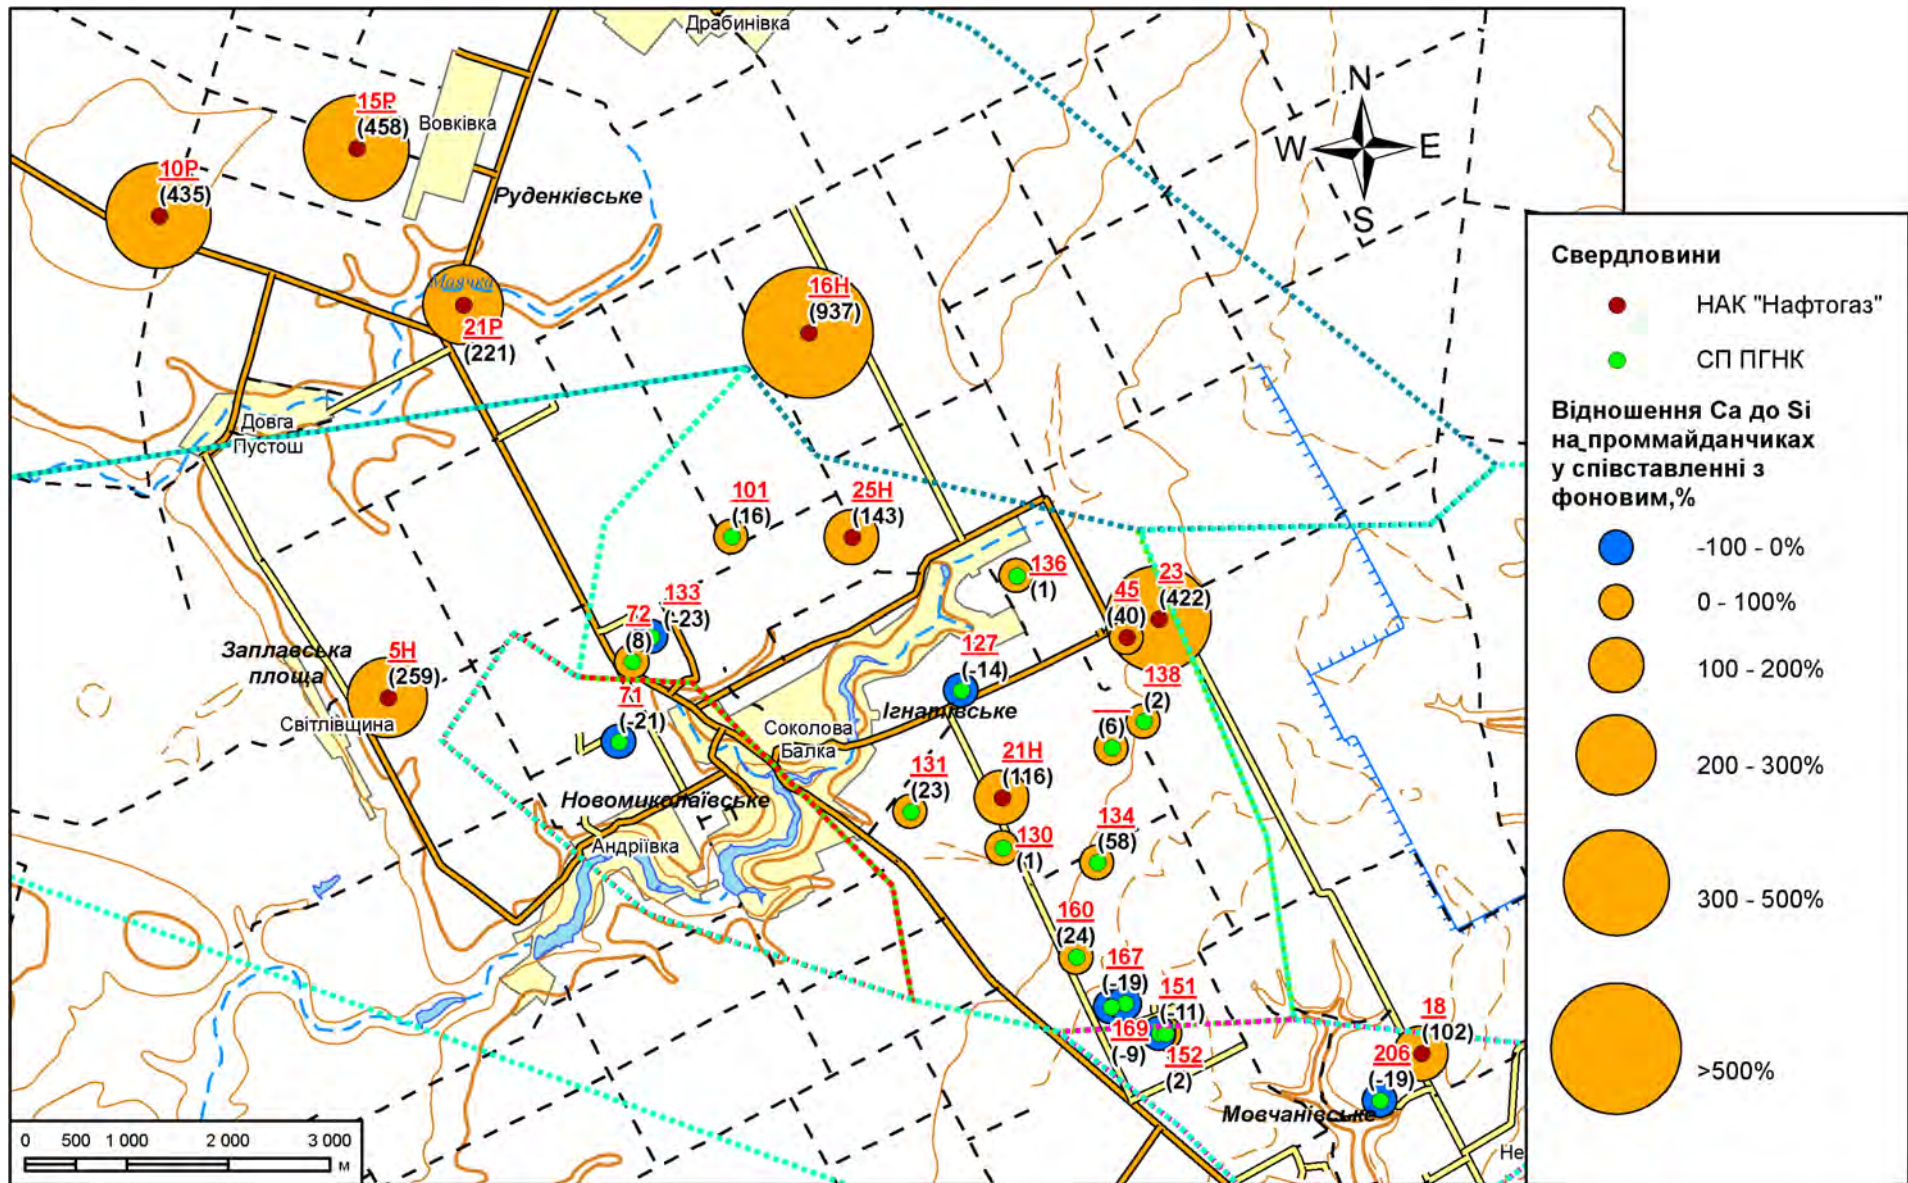 Драбинівка
15Р
(458)
Вовківка
10Р
(435)
Руденківське
Маячка
21Р
(221)
16Н
(937)
N
W
E
S
Довга
Пустош
101
(16)
25Н
(143)
136
(1)
45
(40)
23
(422)
133
(-23)
72
(8)
127
(-14)
138
(2)
(6)
Заплавська
площа
5Н
(259)
Світлівщина
71
(-21)
Ігнатівське
Соколова
Балка
21Н
(116)
131
(23)
Новомиколаївське
Андріївка
130
(1)
134
(58)
160
(24)
167
(-19)
151
(-11)
169
(-9)
152
(2)
18
(102)
206
(-19)
Мовчанівське
Не
0 500 1 000 2 000 3 000
м
Свердловини
НАК "Нафтогаз"
СП ПГНК
Відношення Ca до Si
на проммайданчиках
у співставленні з
фоновим,%
-100 - 0%
0 - 100%
100 - 200%
200 - 300%
300 - 500%
>500%